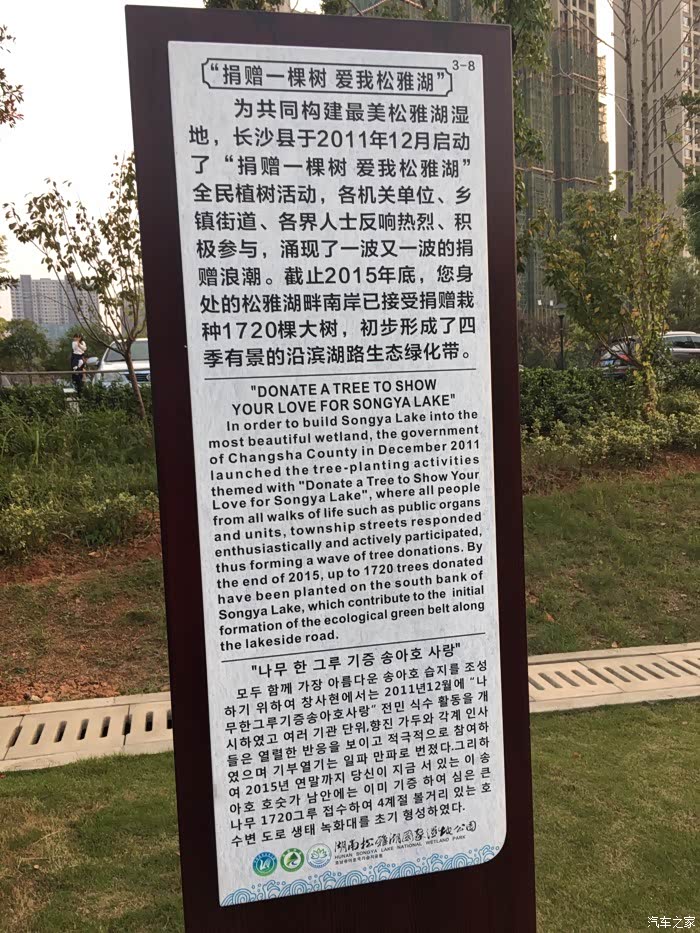 3-8
“捐赠一棵树 爱我松雅湖”
为共同构建最美松雅湖湿
地，长沙县于2011年12月启动
了“捐赠一棵树 爱我松雅湖”
全民植树活动，各机关单位、乡
镇街道、各界人士反响热烈、积
极参与，涌现了一波又一波的捐
赠浪潮。截止2015年底，您身
处的松雅湖畔南岸已接受捐赠栽
种1720棵大树，初步形成了四
季有景的沿滨湖路生态绿化带。
"DONATE A TREE TO SHOW
YOUR LOVE FOR SONGYA LAKE"
In order to build Songya Lake into the
most beautiful wetland, the government
of Changsha County in December 2011
launched the tree-planting activities
themed with "Donate a Tree to Show Your
Love for Songya Lake", where all people
from all walks of life such as public organs
and units, township streets responded
enthusiastically and actively participated,
thus forming a wave of tree donations. By
the end of 2015, up to 1720 trees donated
have been planted on the south bank of
Songya Lake, which contribute to the initial
formation of the ecological green belt along
the lakeside road.
"나무 한 그루 기증 송아호 사랑"
모두 함께 가장 아름다운 송아호 습지를 조성
하기 위하여 창사현에서는 2011년12월에 “나
무한그루기증송아호사랑” 전민 식수 활동을 개
시하였고 여러 기관 단위,향진 가두와 각계 인사
들은 열렬한 반응을 보이고 적극적으로 참여하
였으며 기부열기는 일파 만파로 번졌다.그리하
여 2015년 연말까지 당신이 지금 서 있는 이 송
아호 호숫가 남안에는 이미 기증 하여 심은 큰
나무 1720그루 접수하여 4계절 볼거리 있는 호
수변 도로 생태 녹화대를 초기 형성하였다.
湖南松雅湖国家湿地公园
HUNAN SONGYA LAKE NATIONAL WETLAND PARK
汽车之家